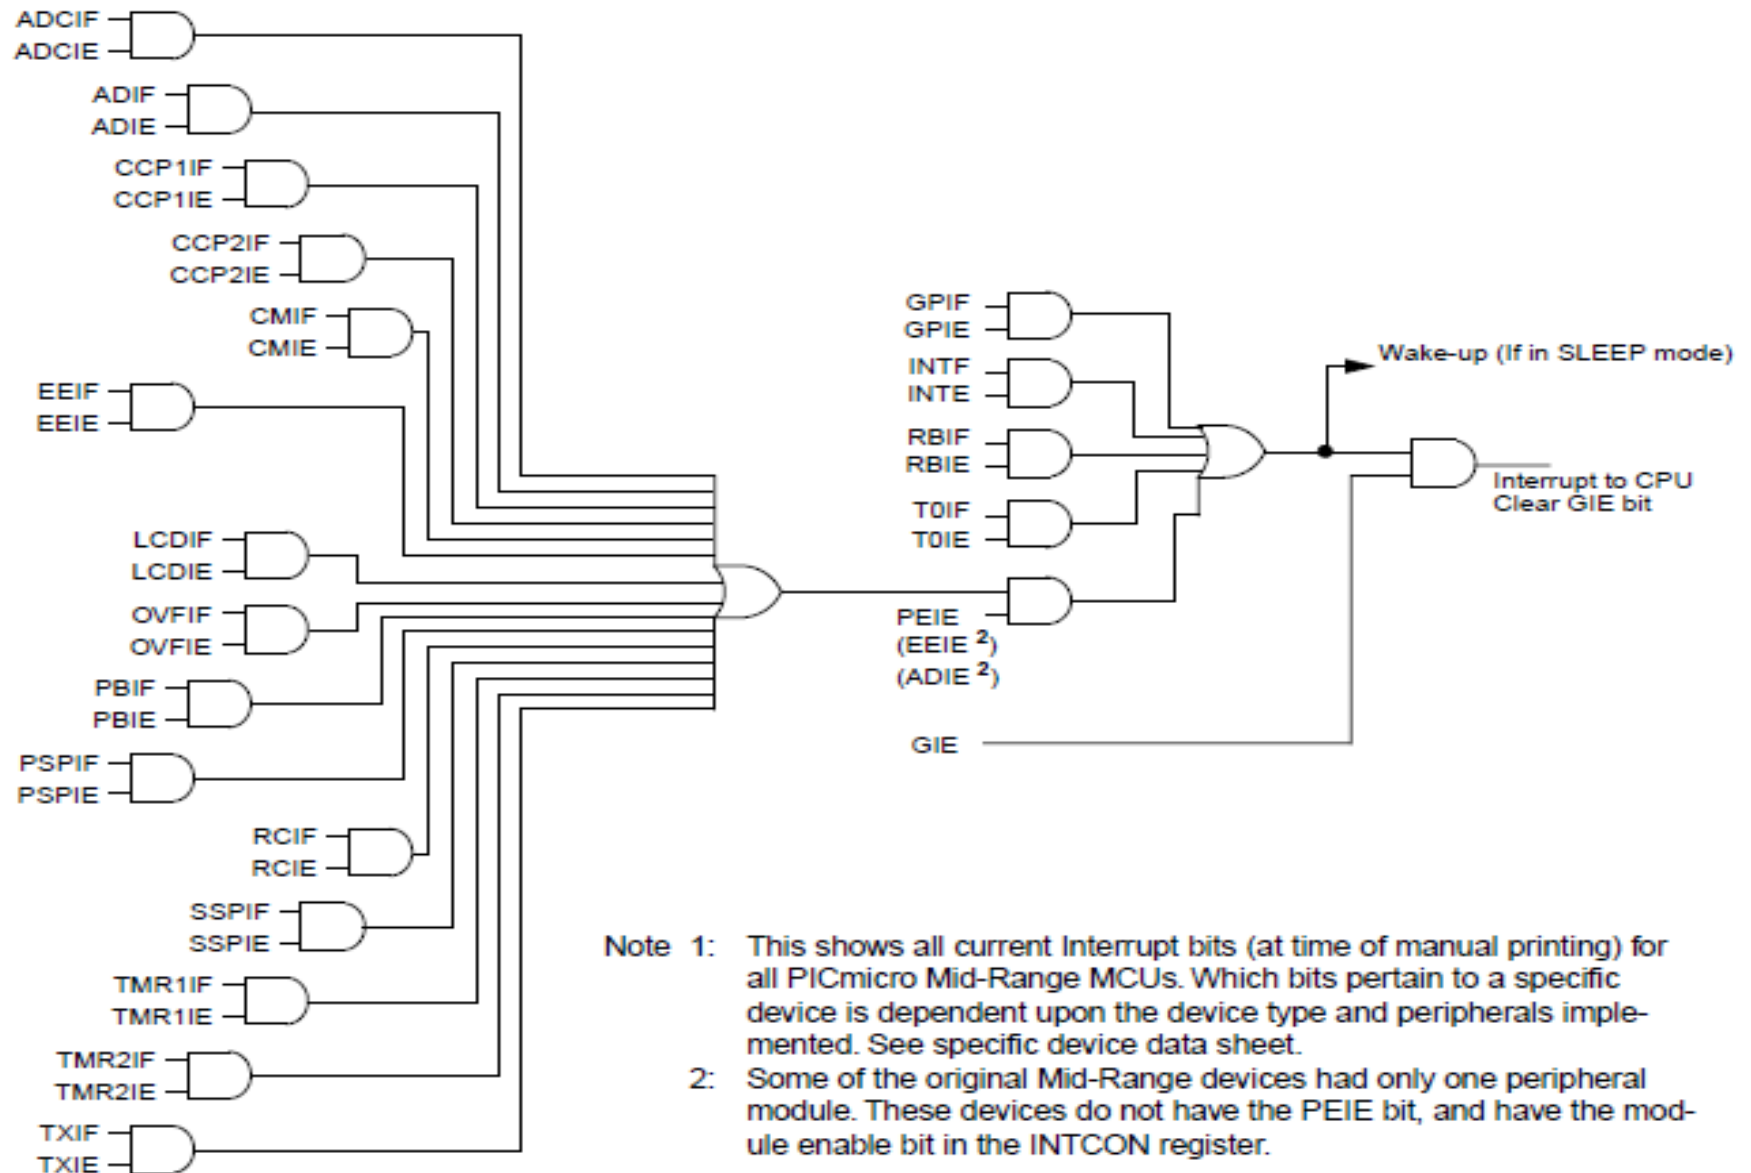 ADCIF
ADCIE
ADIF
ADIE
CCP1IF
CCP1IE
CCP2IF
CCP2IE
CMIF
CMIE
EEIF
EEIE
LCDIF
LCDIE
OVFIF
OVFIE
PBIF
PBIE
PSPIF
PSPIE
RCIF
RCIE
SSPIF
SSPIE
TMR1IF
TMR1IE
TMR2IF
TMR2IE
TXIF
TXIE
GPIF
GPIE
INTF
INTE
RBIF
RBIE
T0IF
T0IE
PEIE
(EEIE 2)
(ADIE 2)
GIE
Wake-up (If in SLEEP mode)
Interrupt to CPU
Clear GIE bit
Note 1: This shows all current Interrupt bits (at time of manual printing) for
all PICmicro Mid-Range MCUs. Which bits pertain to a specific
device is dependent upon the device type and peripherals imple-
mented. See specific device data sheet.
2: Some of the original Mid-Range devices had only one peripheral
module. These devices do not have the PEIE bit, and have the mod-
ule enable bit in the INTCON register.